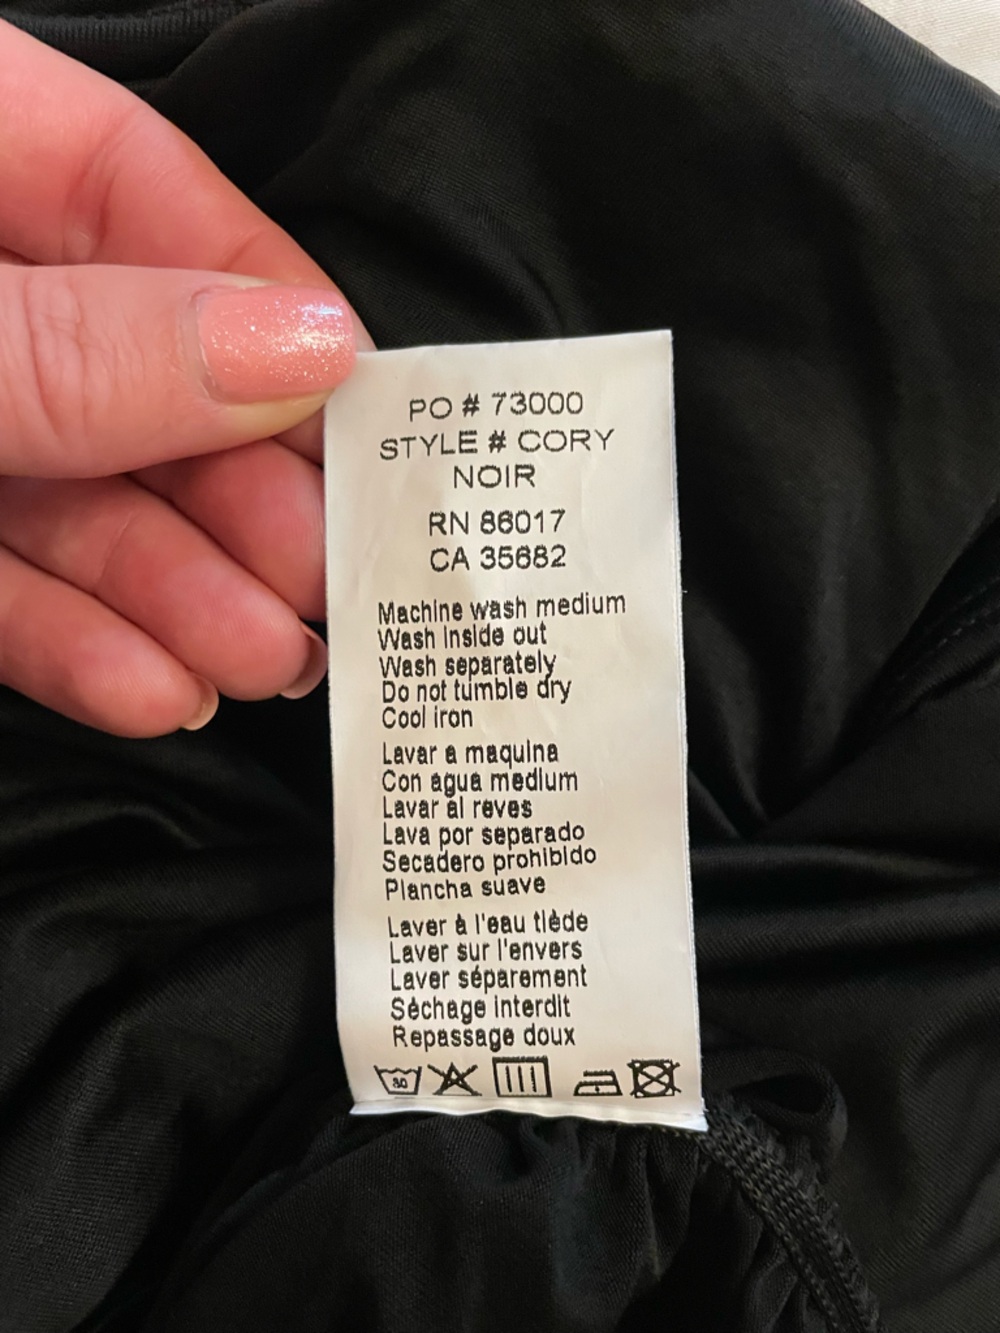 PO # 73000
STYLE # CORY
NOIR
RN 86017
CA 35682
Machine wash medium
Wash inside out
Wash separately
Do not tumble dry
Cool iron
Lavar a maquina
Con agua medium
Lavar al reves
Lava por separado
Secadero prohibido
Plancha suave
Laver à l'eau tiède
Laver sur l'envers
Laver séparement
Séchage interdit
Repassage doux
30